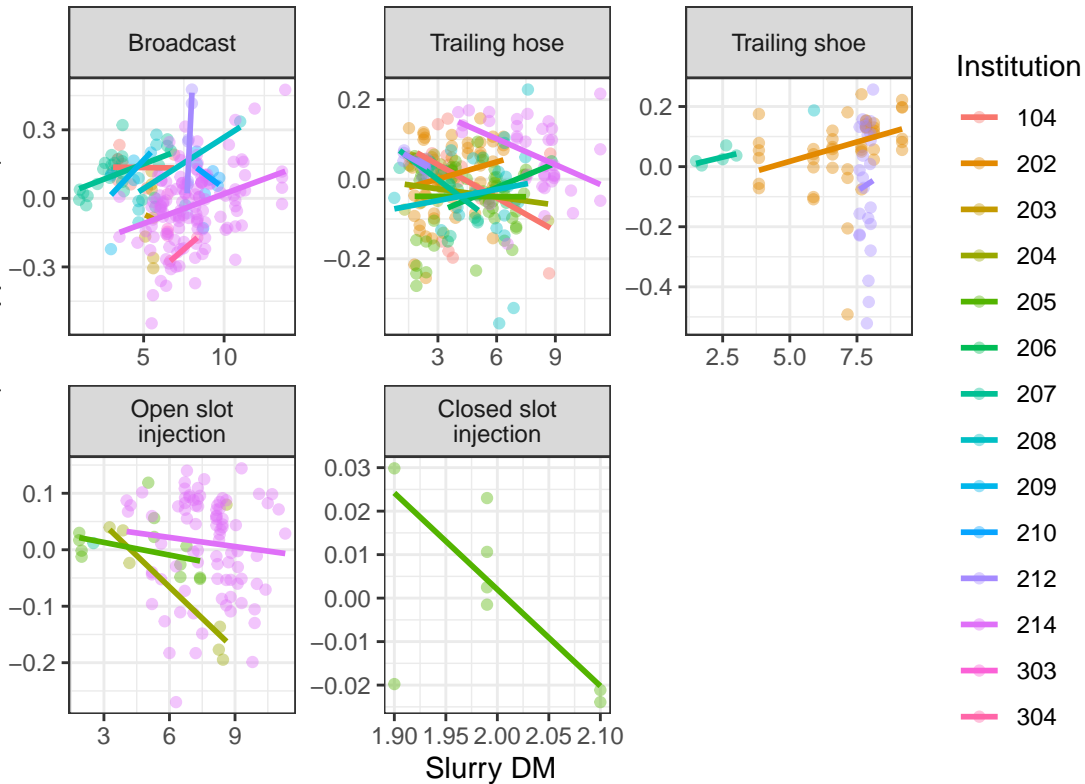 Broadcast
Trailing hose
Trailing shoe
0.3
0.0
−0.3
5 10
0.2
0.0
−0.2
3 6 9
0.2
0.0
−0.2
−0.4
2.5 5.0 7.5
Open slot
injection
Closed slot
injection
0.1
0.0
−0.1
−0.2
3 6 9
0.03
0.02
0.01
0.00
−0.01
−0.02
1.90 1.95 2.00 2.05 2.10
Slurry DM
Institution
104
202
203
204
205
206
207
208
209
210
212
214
303
304